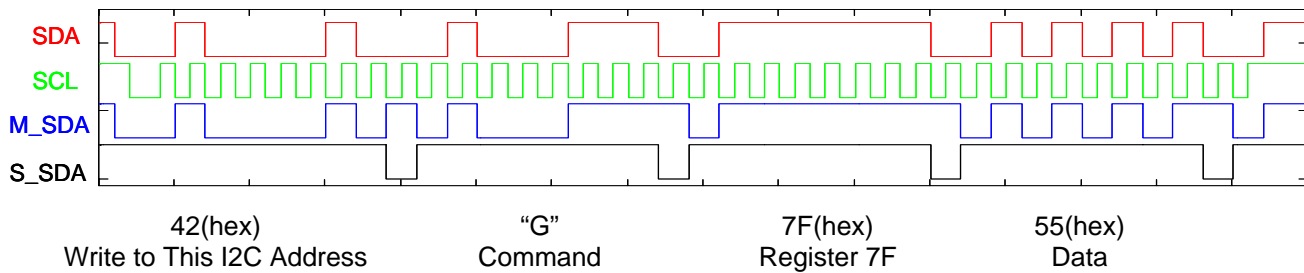 SDA
SCL
M_SDA
S_SDA
42(hex) “G” 7F(hex) 55(hex)
Write to This I2C Address Command Register 7F Data